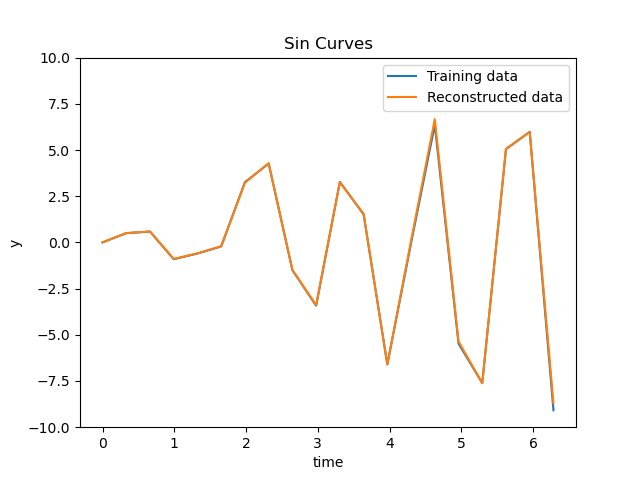 Sin Curves
Training data
Reconstructed data
10.0
7.5
5.0
2.5
0.0
−2.5
−5.0
−7.5
−10.0
y
0 1 2 3 4 5 6
time